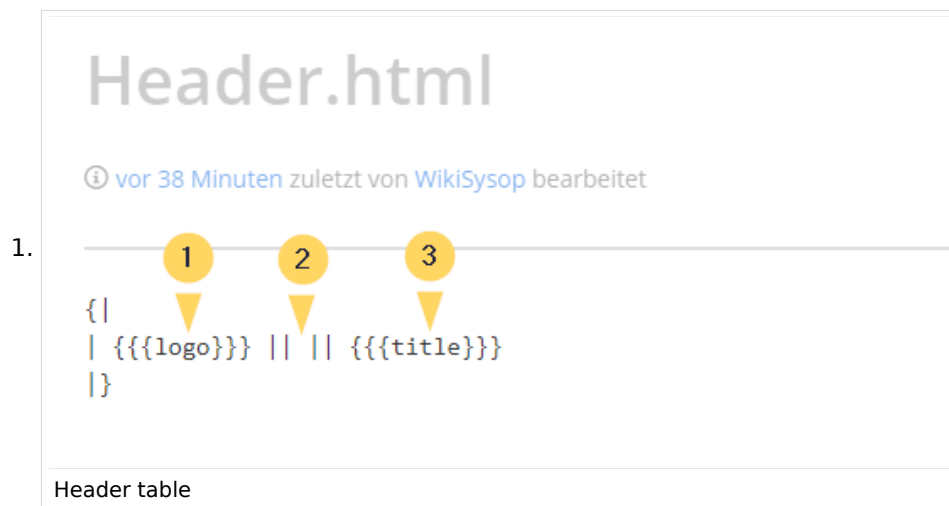 Header.html
vor 38 Minuten zuletzt von WikiSysop bearbeitet
1.
1 2 3
{|
| {{{logo}}} || || {{{title}}}
|}
Header table